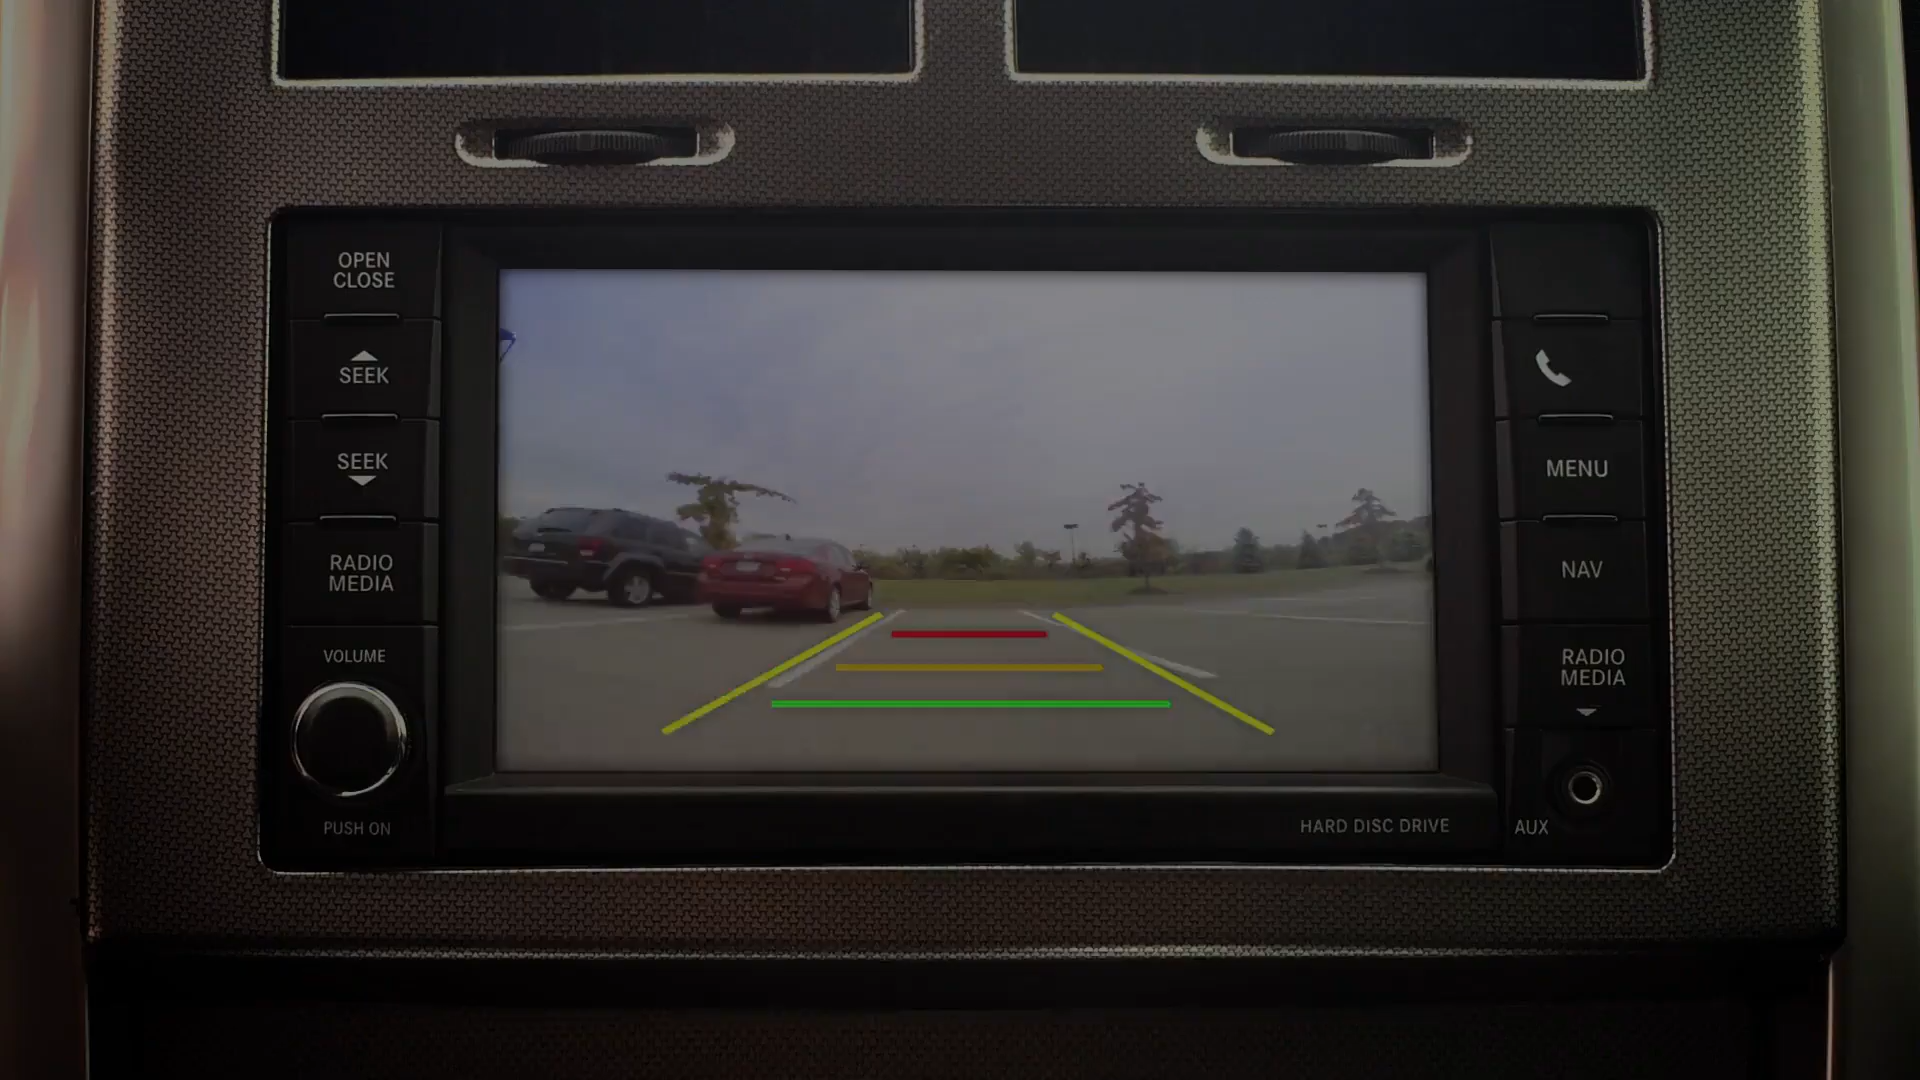 OPEN
CLOSE
SEEK
SEEK
RADIO
MEDIA
VOLUME
PUSH ON
MENU
NAV
RADIO
MEDIA
HARD DISC DRIVE
AUX